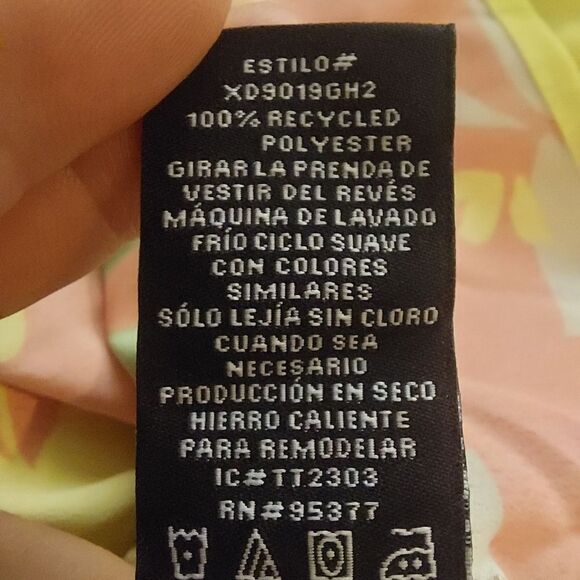 ESTILO#
XD9019GH2
100% RECYCLED
POLYESTER
GIRAR LA PRENDA DE
VESTIR DEL REVÉS
MÁQUINA DE LAVADO
FRÍO CICLO SUAVE
CON COLORES
SIMILARES
SÓLO LEJÍA SIN CLORO
CUANDO SEA
NECESARIO
PRODUCCIÓN EN SECO
HIERRO CALIENTE
PARA REMODELAR
IC#TT2303
RN#95377